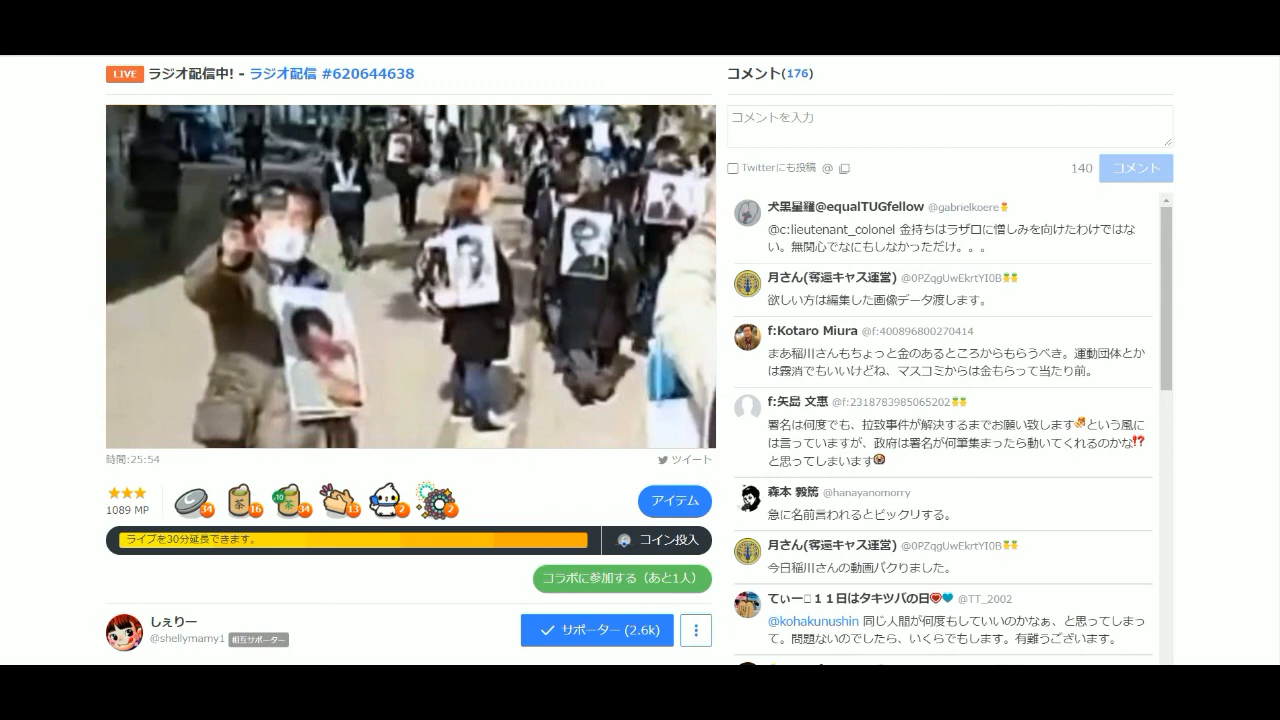 LIVE ラジオ配信中! - ラジオ配信 #620644638
時間:25:54
ツイート
1089 MP
34
16
+10
34
13
2
2
アイテム
ライブを30分延長できます。
コイン投入
コラボに参加する（あと1人）
しぇりー
@shellymamy1 相互サポーター
サポーター (2.6k)
コメント(176)
コメントを入力
Twitterにも投稿 @
140
コメント
犬黒星羅@equalTUGfellow @gabrielkoere
@c:lieutenant_colonel 金持ちはラザロに憎しみを向けたわけではな
い。無関心でなにもしなかっただけ。。。
月さん(奪還キャス運営) @0PZqgUwEkrtYI0B
欲しい方は編集した画像データ渡します。
f:Kotaro Miura @f:400896800270414
まあ稲川さんもちょっと金のあるところからもらうべき。運動団体とか
は霧消でもいいけどね、マスコミからは金もらって当たり前。
f:矢島 文惠 @f:2318783985065202
署名は何度でも、拉致事件が解決するまでお願い致します という風に
は言っていますが、政府は署名が何筆集まったら動いてくれるのかな⁉
と思ってしまいます
森本 毅篤 @hanayanomorry
急に名前言われるとビックリする。
月さん(奪還キャス運営) @0PZqgUwEkrtYI0B
今日稲川さんの動画パクりました。
てぃー １１日はタキツバの日 @TT_2002
@kohakunushin 同じ人間が何度もしていいのかなぁ、と思ってしまっ
て。問題ないのでしたら、いくらでもします。有難うございます。